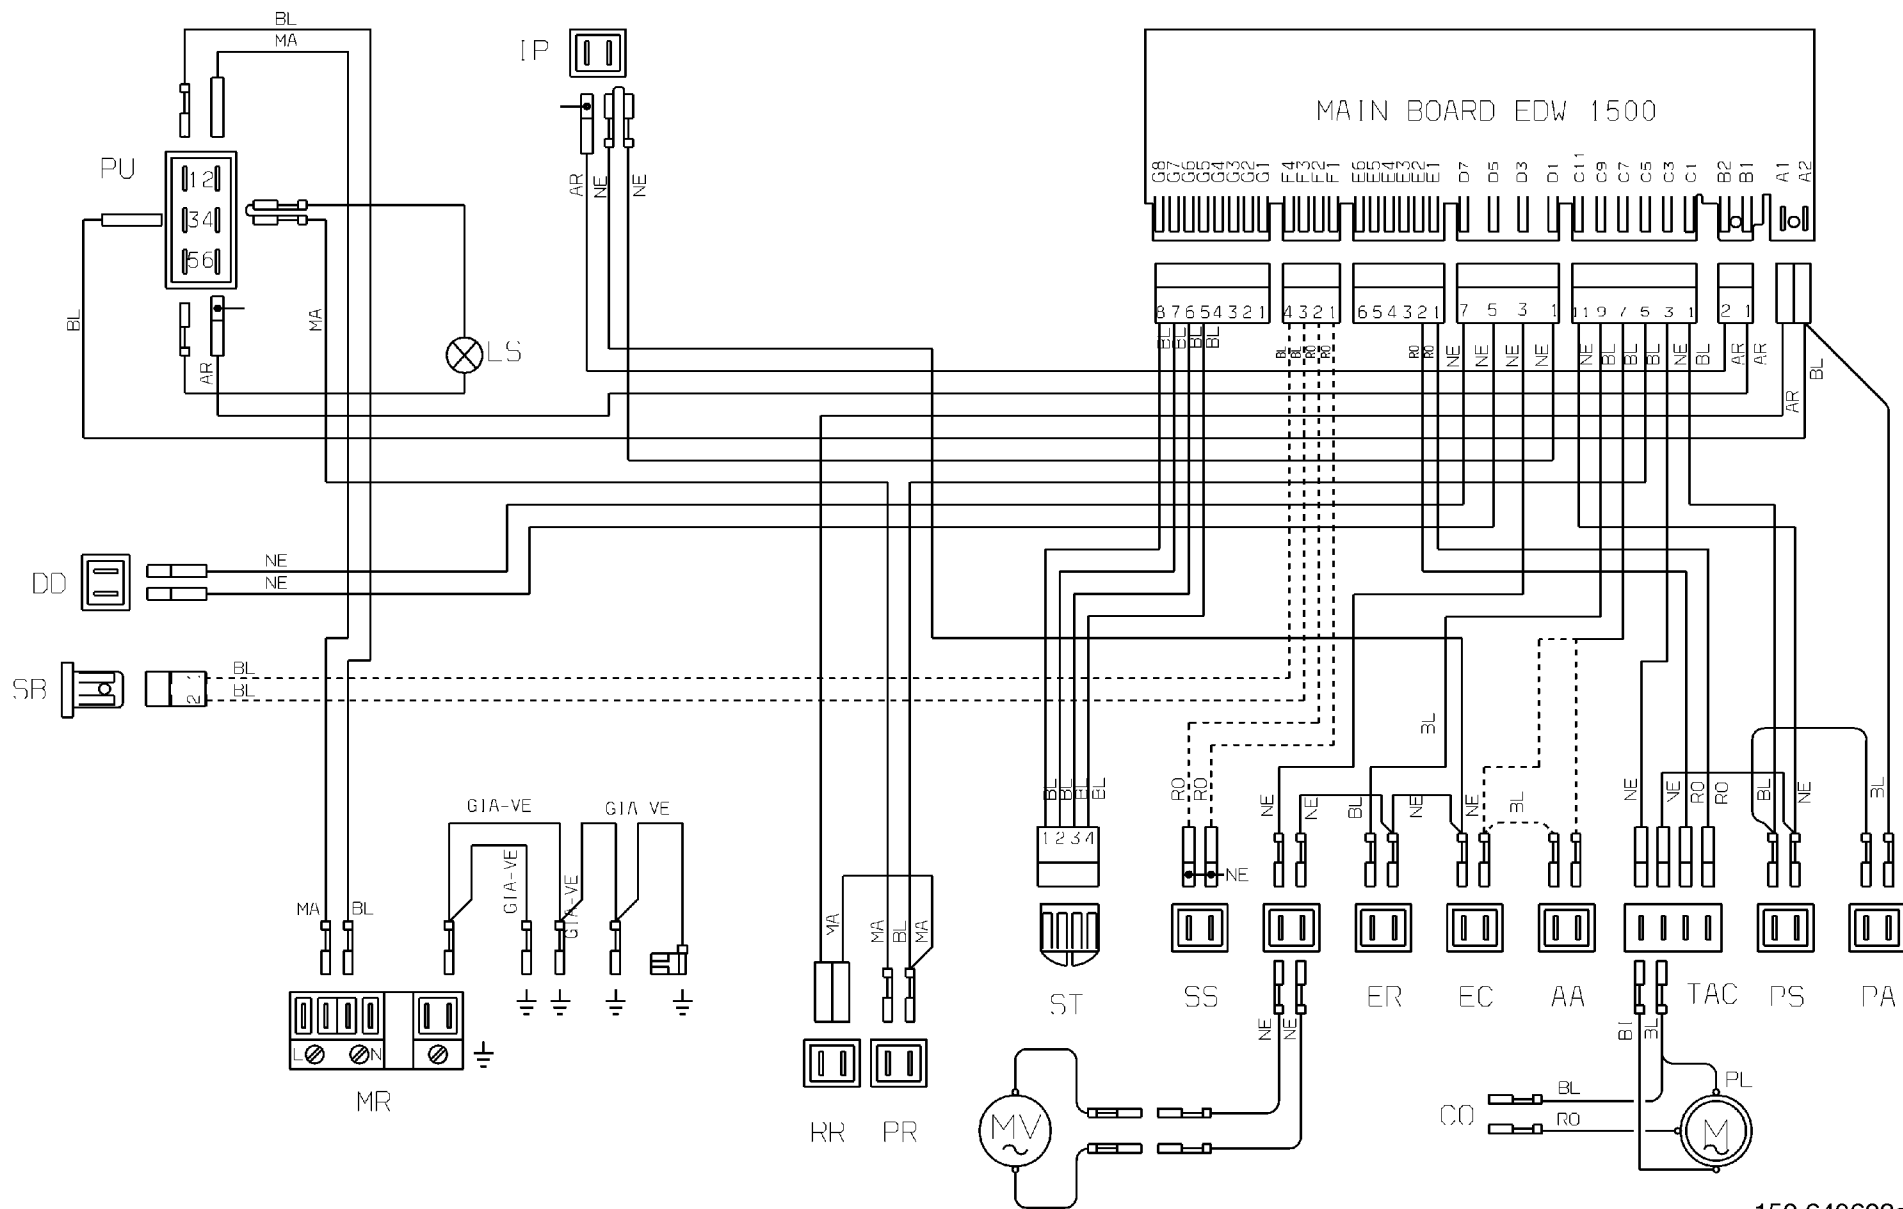 BL
MA
IP
MAIN BOARD EDW 1500
PU
G8 G7 G6 G5 G4 G3 G2 G1 F4 F3 F2 F1 E6 E5 E4 E3 E2 E1 D7 D5 D3 D1 C11 C9 C7 C5 C3 C1 B2 B1 A1 A2
12
34
56
AR NE NE
8 7 6 5 4 3 2 1 4 3 2 1 6 5 4 3 2 1 7 5 3 1 11 9 7 5 3 1 2 1
BL MA LS
BL BL BL BL BL BL RO RO RO RO NE NE NE NE NE BL BL BL NE BL AR AR BL
AR
AR
DD
NE
NE
SB
BL
BL
1
2
BL
GIA-VE GIA VE
BL BL BL BL RO RO NE NE BL NE NE BL NE NE RO RO BL NE BL
1 2 3 4
NE
GIA-VE GIA-VE
MA BL
MA MA BL MA
ST SS ER EC AA TAC PS PA
NE NE BL
L N
MR
RR PR
MV
PL
CO
BL
RO
M